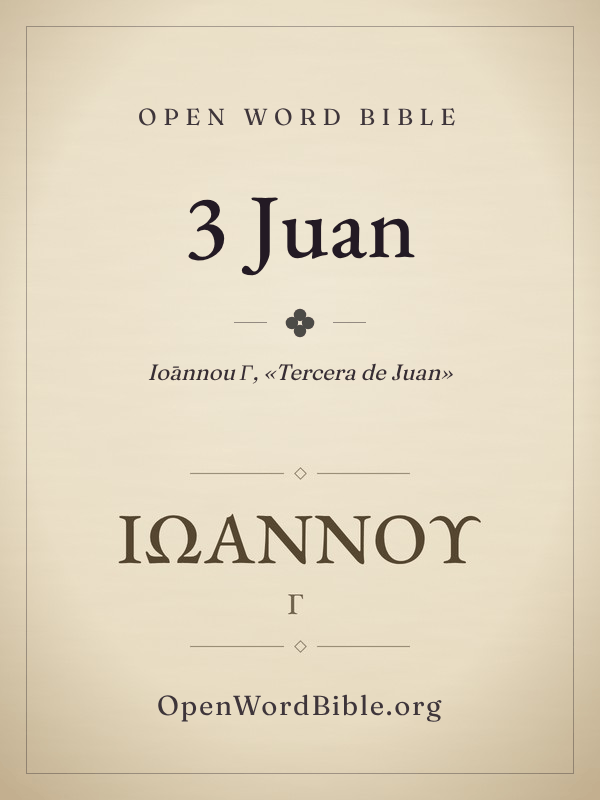 OPEN WORD BIBLE
3 Juan
Ioānnou Γ, «Tercera de Juan»
ΙΩΑΝΝΟΥ
Γ
OpenWordBible.org